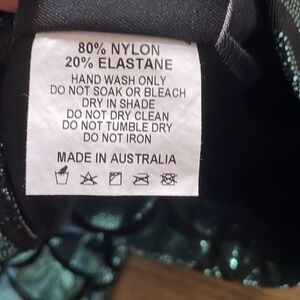 80% NYLON
20% ELASTANE
HAND WASH ONLY
DO NOT SOAK OR BLEACH
DRY IN SHADE
DO NOT DRY CLEAN
DO NOT TUMBLE DRY
DO NOT IRON
MADE IN AUSTRALIA